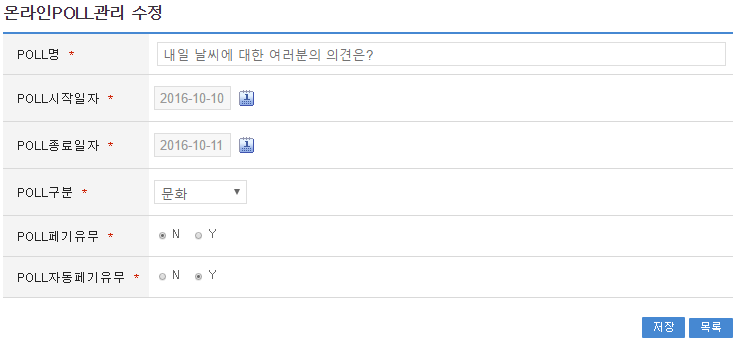 온라인POLL관리 수정
POLL명 * 내일 날씨에 대한 여러분의 의견은?
POLL시작일자 * 2016-10-10
POLL종료일자 * 2016-10-11
POLL구분 * 문화
POLL폐기유무 * N Y
POLL자동폐기유무 * N Y
저장 목록